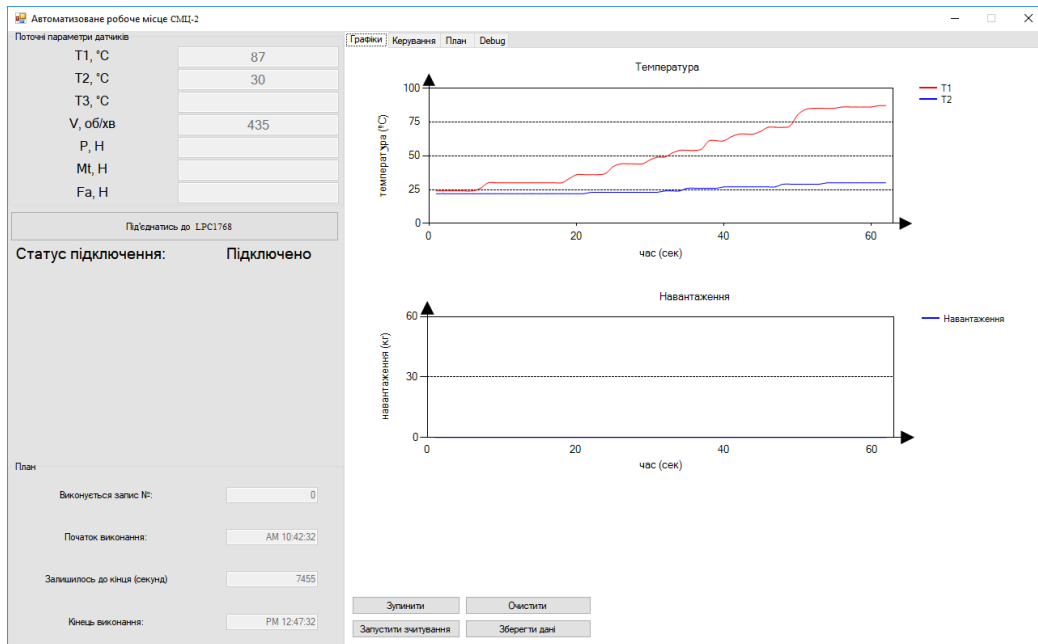 Автоматизоване робоче місце СМЦ-2
Поточні параметри датчиків
T1, °C 87
T2, °C 30
T3, °C
V, об/хв 435
P, H
Mt, H
Fa, H
Під'єднатись до LPC1768
Статус підключення: Підключено
План
Виконується запис №: 0
Початок виконання: AM 10:42:32
Залишилось до кінця (секунд) 7455
Кінець виконання: PM 12:47:32
Графіки Керування План Debug
Температура
100
75
50
25
0
температура (ºC)
0 20 40 60
час (сек)
T1
T2
Навантаження
60
30
0
навантаження (кг)
0 20 40 60
час (сек)
Навантаження
Зупинити Очистити
Запустити зчитування Зберегти дані